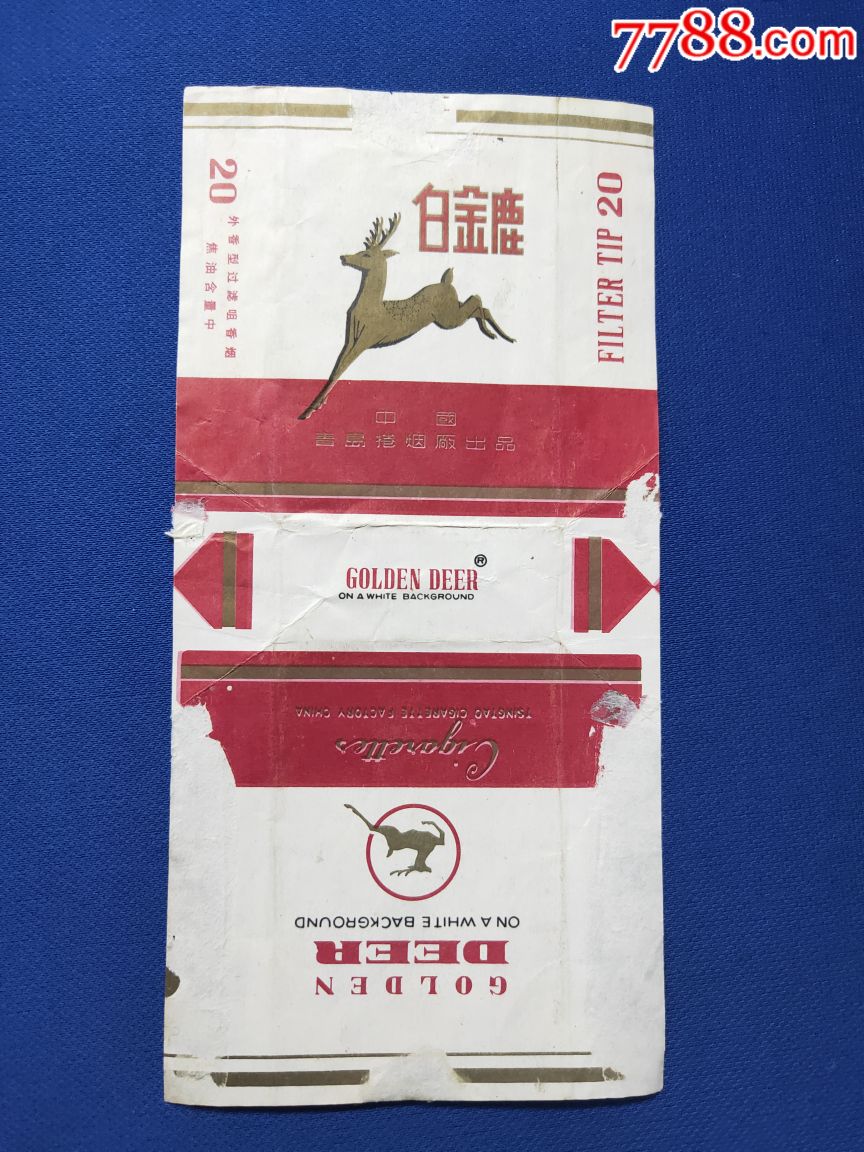 7788.com
白金鹿
20
外香型过滤咀香烟
焦油含量中
FILTER TIP 20
中國
青島捲烟廠出品
GOLDEN DEER®
ON A WHITE BACKGROUND
TSINGTAO CIGARETTE FACTORY CHINA
Cigarettes
ON A WHITE BACKGROUND
DEER
GOLDEN